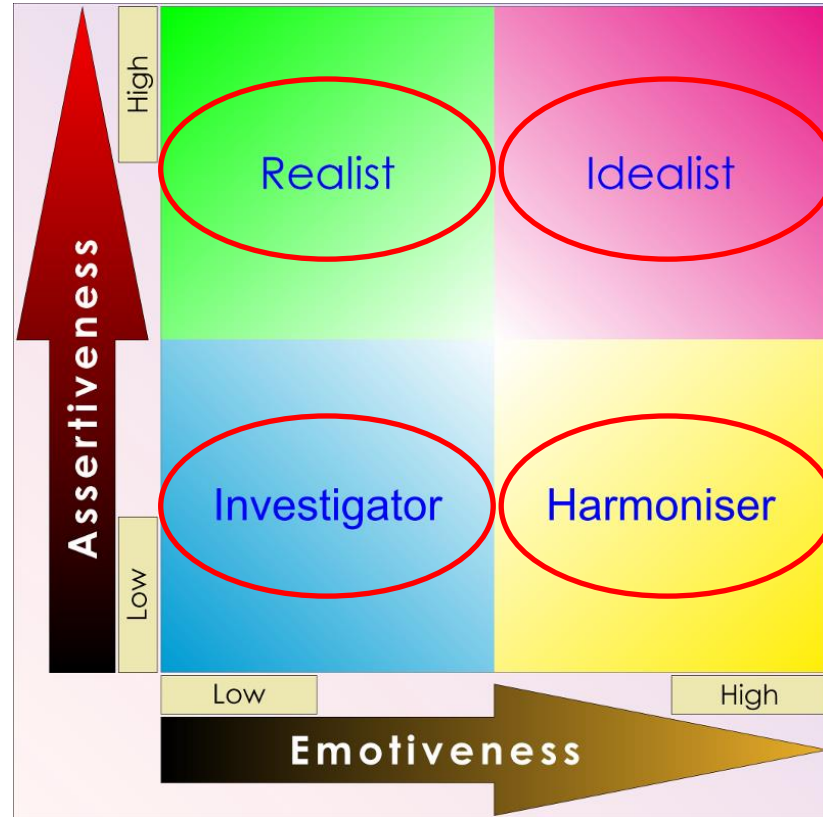 High
Realist
Idealist
Assertiveness
Investigator
Harmoniser
Low
Low
High
Emotiveness